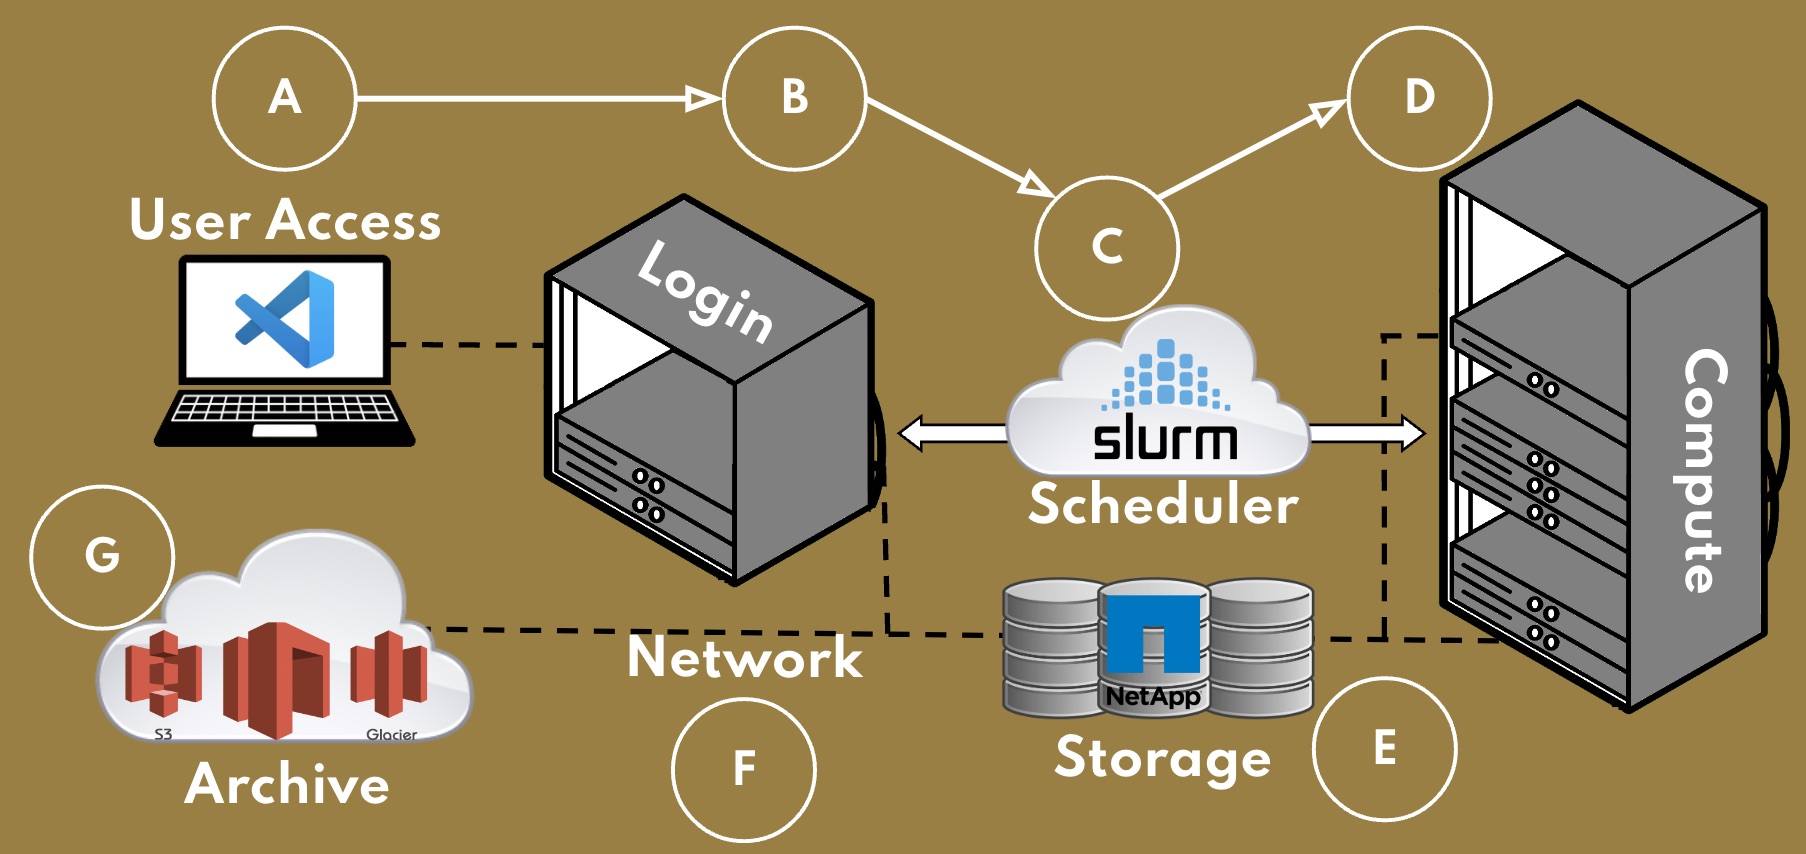 A
B
C
D
User Access
Login
slurm
Scheduler
Compute
G
S3
Glacier
Archive
Network
F
NetApp
Storage
E